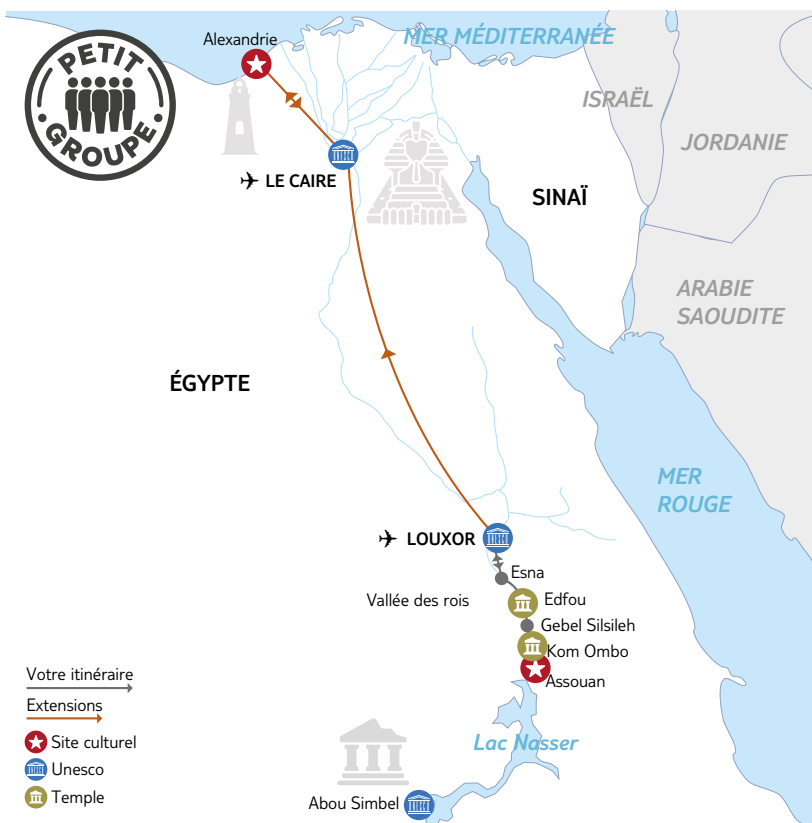 PETIT
GROUPE
Alexandrie
MER MÉDITERRANÉE
ISRAËL
JORDANIE
LE CAIRE
SINAÏ
ARABIE
SAOUDITE
ÉGYPTE
MER
ROUGE
LOUXOR
Esna
Vallée des rois
Edfou
Gebel Silsileh
Kom Ombo
Assouan
Votre itinéraire
Extensions
Site culturel
Unesco
Temple
Lac Nasser
Abou Simbel